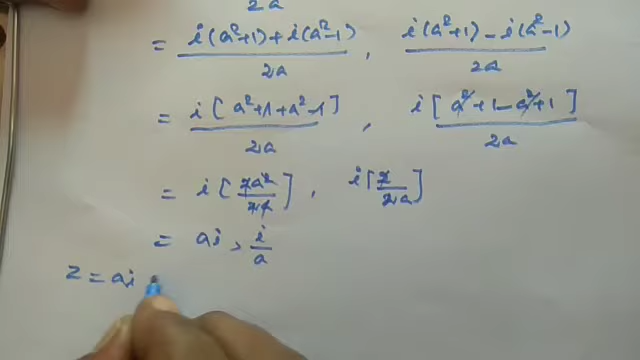 2a
= i(a²+1)+i(a²-1) / 2a , i(a²+1)-i(a²-1) / 2a
= i[a²+1+a²-1] / 2a , i[a²+1-a²+1] / 2a
= i[2a²/2a] , i[2/2a]
= ai , i/a
z = ai